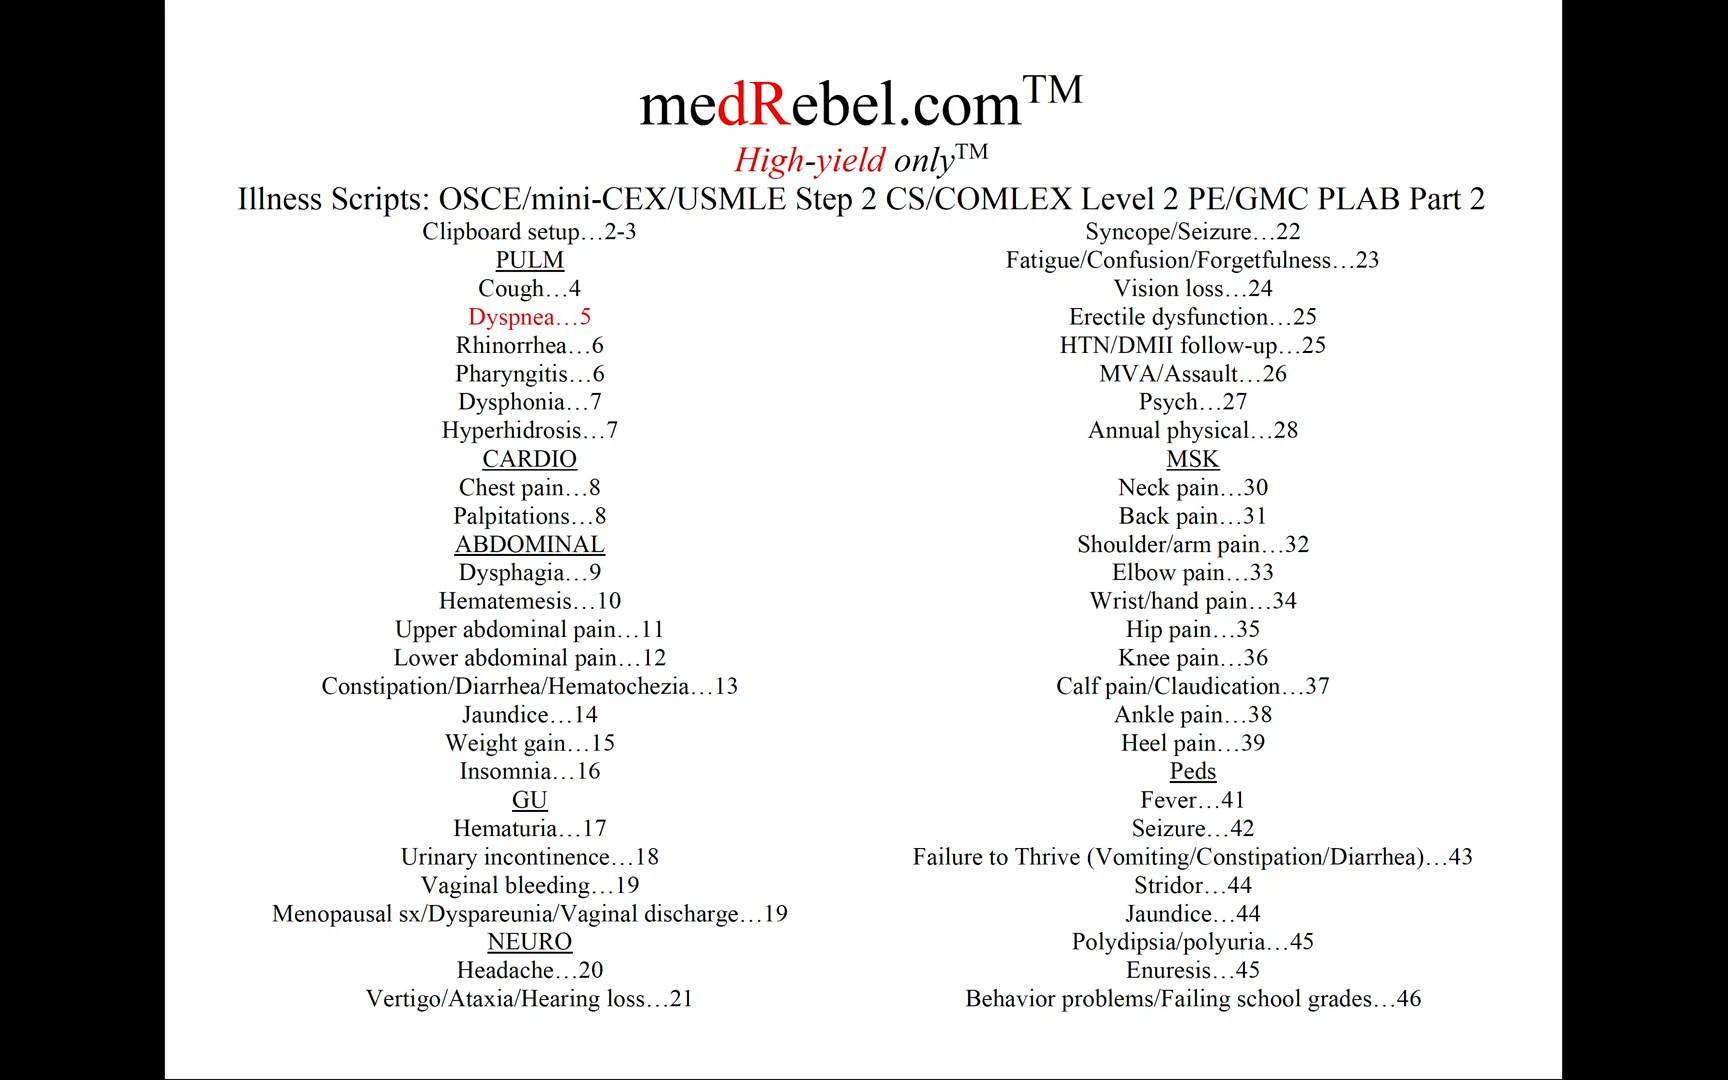 medRebel.com™
High-yield only™
Illness Scripts: OSCE/mini-CEX/USMLE Step 2 CS/COMLEX Level 2 PE/GMC PLAB Part 2
Clipboard setup…2-3
PULM
Cough…4
Dyspnea…5
Rhinorrhea…6
Pharyngitis…6
Dysphonia…7
Hyperhidrosis…7
CARDIO
Chest pain…8
Palpitations…8
ABDOMINAL
Dysphagia…9
Hematemesis…10
Upper abdominal pain…11
Lower abdominal pain…12
Constipation/Diarrhea/Hematochezia…13
Jaundice…14
Weight gain…15
Insomnia…16
GU
Hematuria…17
Urinary incontinence…18
Vaginal bleeding…19
Menopausal sx/Dyspareunia/Vaginal discharge…19
NEURO
Headache…20
Vertigo/Ataxia/Hearing loss…21
Syncope/Seizure…22
Fatigue/Confusion/Forgetfulness…23
Vision loss…24
Erectile dysfunction…25
HTN/DMII follow-up…25
MVA/Assault…26
Psych…27
Annual physical…28
MSK
Neck pain…30
Back pain…31
Shoulder/arm pain…32
Elbow pain…33
Wrist/hand pain…34
Hip pain…35
Knee pain…36
Calf pain/Claudication…37
Ankle pain…38
Heel pain…39
Peds
Fever…41
Seizure…42
Failure to Thrive (Vomiting/Constipation/Diarrhea)…43
Stridor…44
Jaundice…44
Polydipsia/polyuria…45
Enuresis…45
Behavior problems/Failing school grades…46